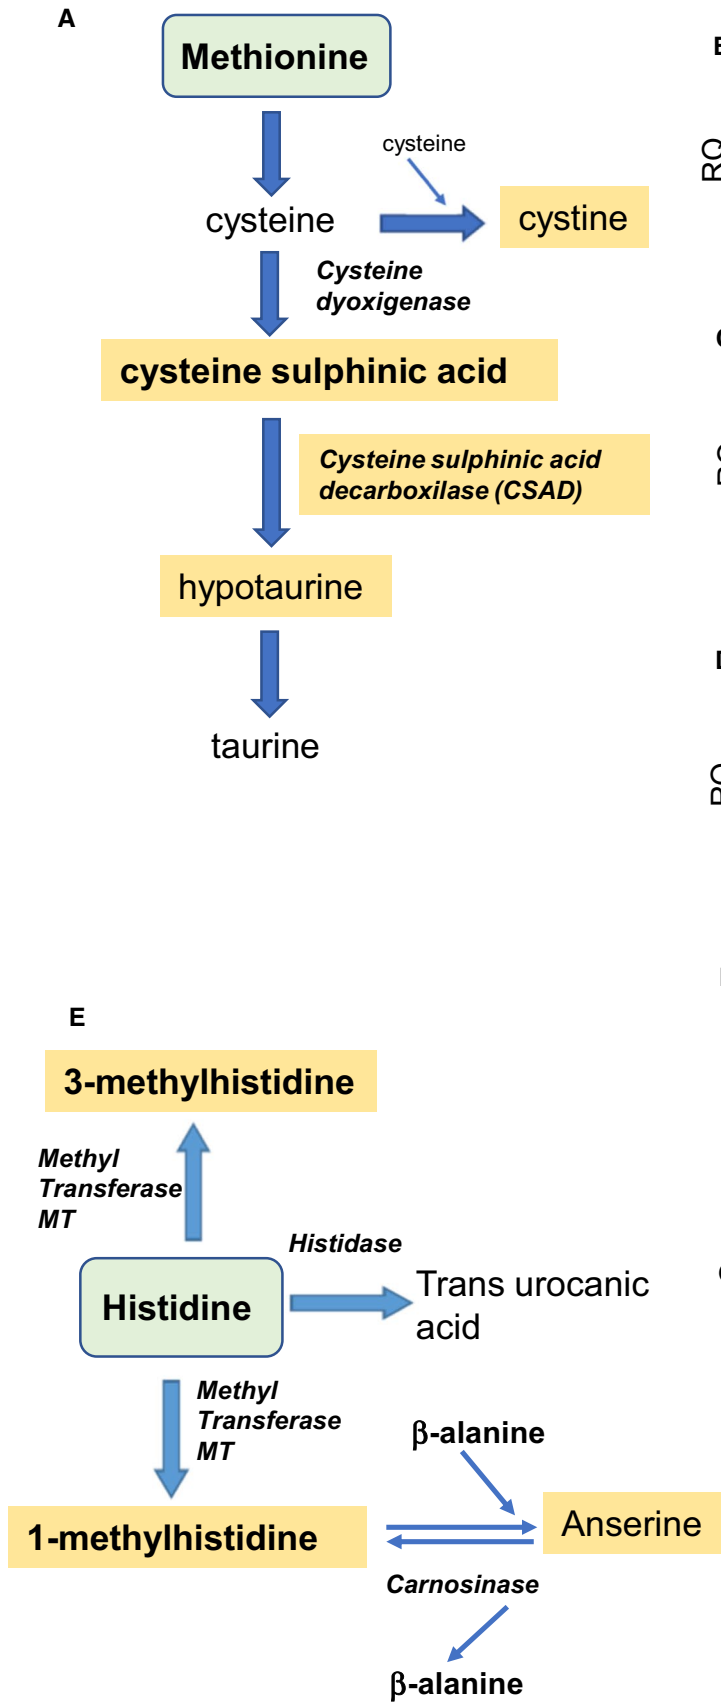 A
Methionine
cysteine
cysteine
cystine
Cysteine
dyoxigenase
cysteine sulphinic acid
Cysteine sulphinic acid
decarboxilase (CSAD)
hypotaurine
taurine
E
3-methylhistidine
Methyl
Transferase
MT
Histidase
Histidine
Trans urocanic
acid
Methyl
Transferase
MT
β-alanine
1-methylhistidine
Anserine
Carnosinase
β-alanine